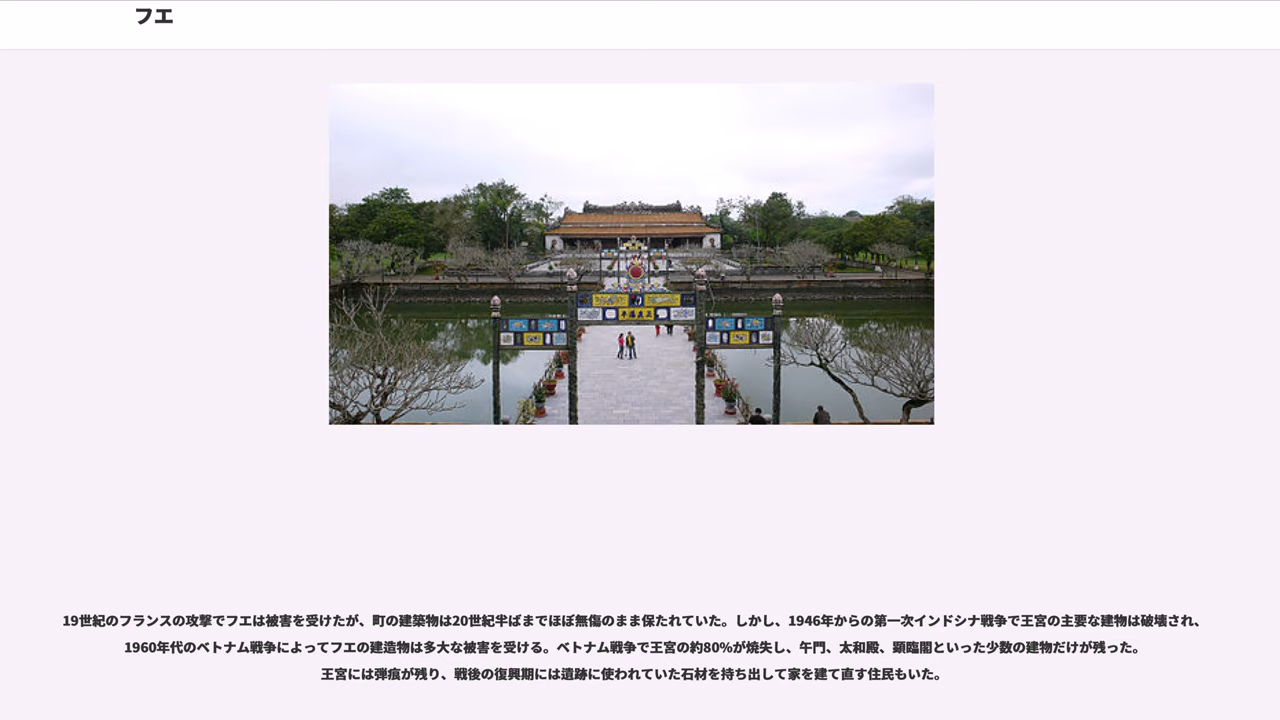 フエ
正直蕩平
19世紀のフランスの攻撃でフエは被害を受けたが、町の建築物は20世紀半ばまでほぼ無傷のまま保たれていた。しかし、1946年からの第一次インドシナ戦争で王宮の主要な建物は破壊され、
1960年代のベトナム戦争によってフエの建造物は多大な被害を受ける。ベトナム戦争で王宮の約80%が焼失し、午門、太和殿、顕臨閣といった少数の建物だけが残った。
王宮には弾痕が残り、戦後の復興期には遺跡に使われていた石材を持ち出して家を建て直す住民もいた。